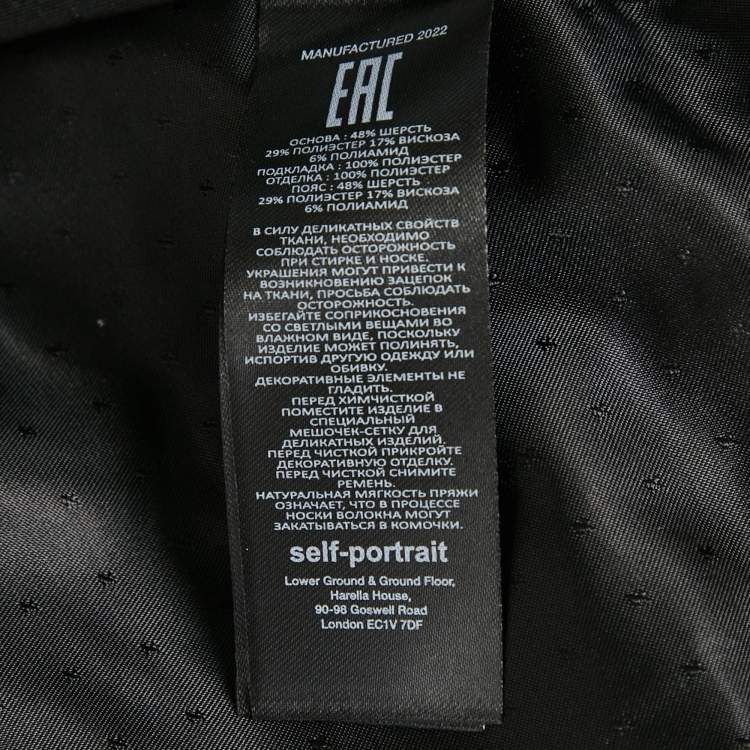 MANUFACTURED 2022
EAC
ОСНОВА : 48% ШЕРСТЬ
29% ПОЛИЭСТЕР 17% ВИСКОЗА
6% ПОЛИАМИД
ПОДКЛАДКА : 100% ПОЛИЭСТЕР
ОТДЕЛКА : 100% ПОЛИЭСТЕР
ПОЯС : 48% ШЕРСТЬ
29% ПОЛИЭСТЕР 17% ВИСКОЗА
6% ПОЛИАМИД
В СИЛУ ДЕЛИКАТНЫХ СВОЙСТВ
ТКАНИ, НЕОБХОДИМО
СОБЛЮДАТЬ ОСТОРОЖНОСТЬ
ПРИ СТИРКЕ И НОСКЕ.
УКРАШЕНИЯ МОГУТ ПРИВЕСТИ К
ВОЗНИКНОВЕНИЮ ЗАЦЕПОК
НА ТКАНИ, ПРОСЬБА СОБЛЮДАТЬ
ОСТОРОЖНОСТЬ.
ИЗБЕГАЙТЕ СОПРИКОСНОВЕНИЯ
СО СВЕТЛЫМИ ВЕЩАМИ ВО
ВЛАЖНОМ ВИДЕ, ПОСКОЛЬКУ
ИЗДЕЛИЕ МОЖЕТ ПОЛИНЯТЬ,
ИСПОРТИВ ДРУГУЮ ОДЕЖДУ ИЛИ
ОБИВКУ.
ДЕКОРАТИВНЫЕ ЭЛЕМЕНТЫ НЕ
ГЛАДИТЬ.
ПЕРЕД ХИМЧИСТКОЙ
ПОМЕСТИТЕ ИЗДЕЛИЕ В
СПЕЦИАЛЬНЫЙ
МЕШОЧЕК-СЕТКУ ДЛЯ
ДЕЛИКАТНЫХ ИЗДЕЛИЙ.
ПЕРЕД ЧИСТКОЙ ПРИКРОЙТЕ
ДЕКОРАТИВНУЮ ОТДЕЛКУ.
ПЕРЕД ЧИСТКОЙ СНИМИТЕ
РЕМЕНЬ.
НАТУРАЛЬНАЯ МЯГКОСТЬ ПРЯЖИ
ОЗНАЧАЕТ, ЧТО В ПРОЦЕССЕ
НОСКИ ВОЛОКНА МОГУТ
ЗАКАТЫВАТЬСЯ В КОМОЧКИ.
self-portrait
Lower Ground & Ground Floor,
Harella House,
90-98 Goswell Road
London EC1V 7DF